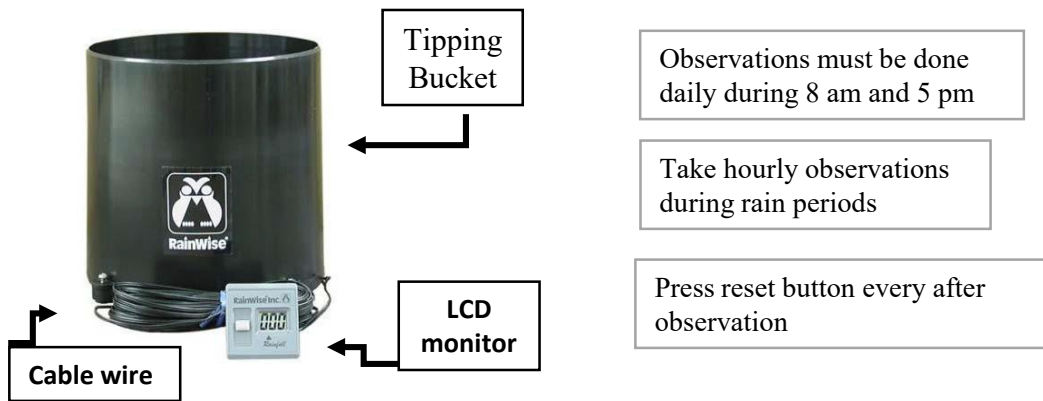 Tipping
Bucket
Observations must be done
daily during 8 am and 5 pm
Take hourly observations
during rain periods
RainWise®
Press reset button every after
observation
RainWise Inc.
000
Rainfall
LCD
monitor
Cable wire